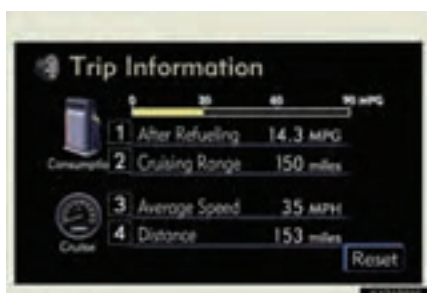 Trip Information
0 30 60 90 MPG
1 After Refueling 14.3 MPG
Consumption 2 Cruising Range 150 miles
3 Average Speed 35 MPH
Cruise
4 Distance 153 miles
Reset